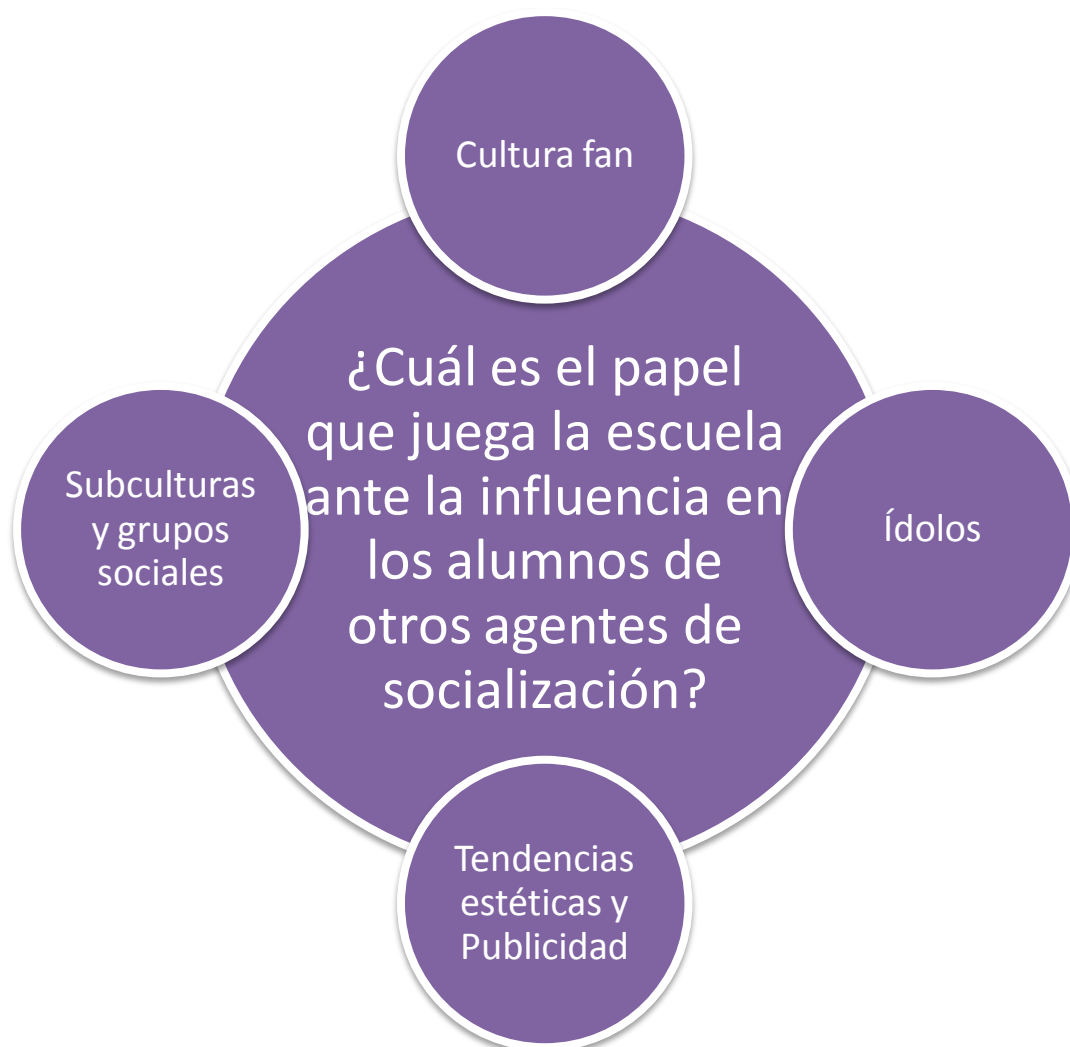 Cultura fan
¿Cuál es el papel
que juega la escuela
ante la influencia en
los alumnos de
otros agentes de
socialización?
Subculturas
y grupos
sociales
Ídolos
Tendencias
estéticas y
Publicidad